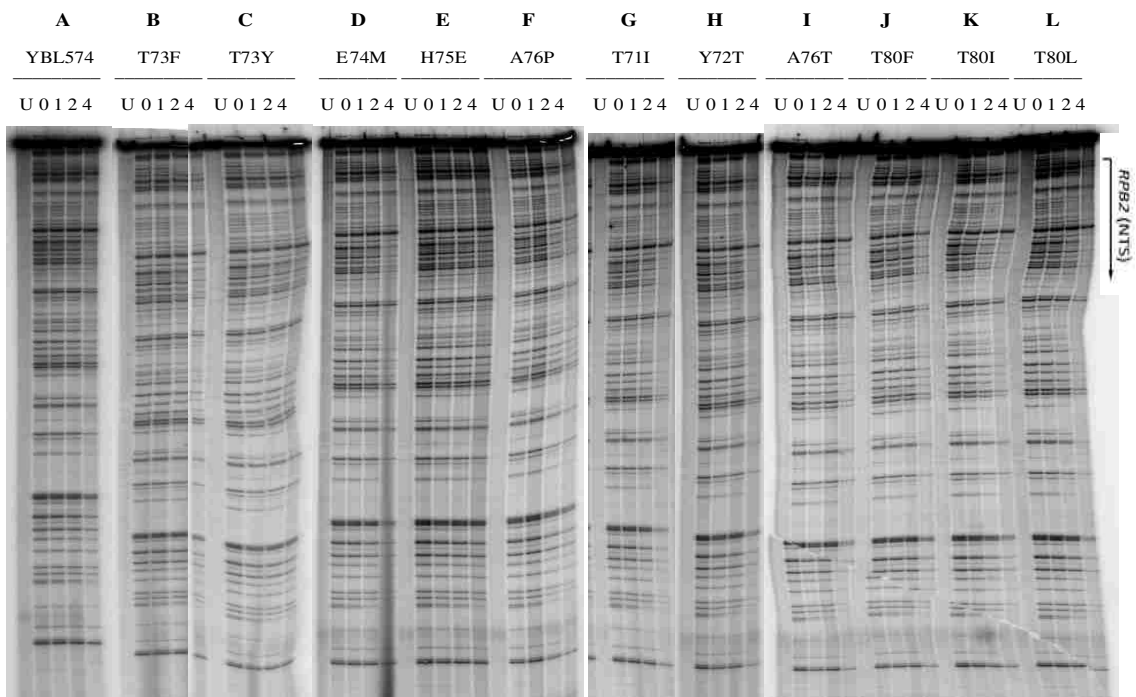 A B C D E F G H I J K L
YBL574 T73F T73Y E74M H75E A76P T71I Y72T A76T T80F T80I T80L
U 0 1 2 4 U 0 1 2 4 U 0 1 2 4 U 0 1 2 4 U 0 1 2 4 U 0 1 2 4 U 0 1 2 4 U 0 1 2 4 U 0 1 2 4 U 0 1 2 4 U 0 1 2 4 U 0 1 2 4
RPB2 (NTS)